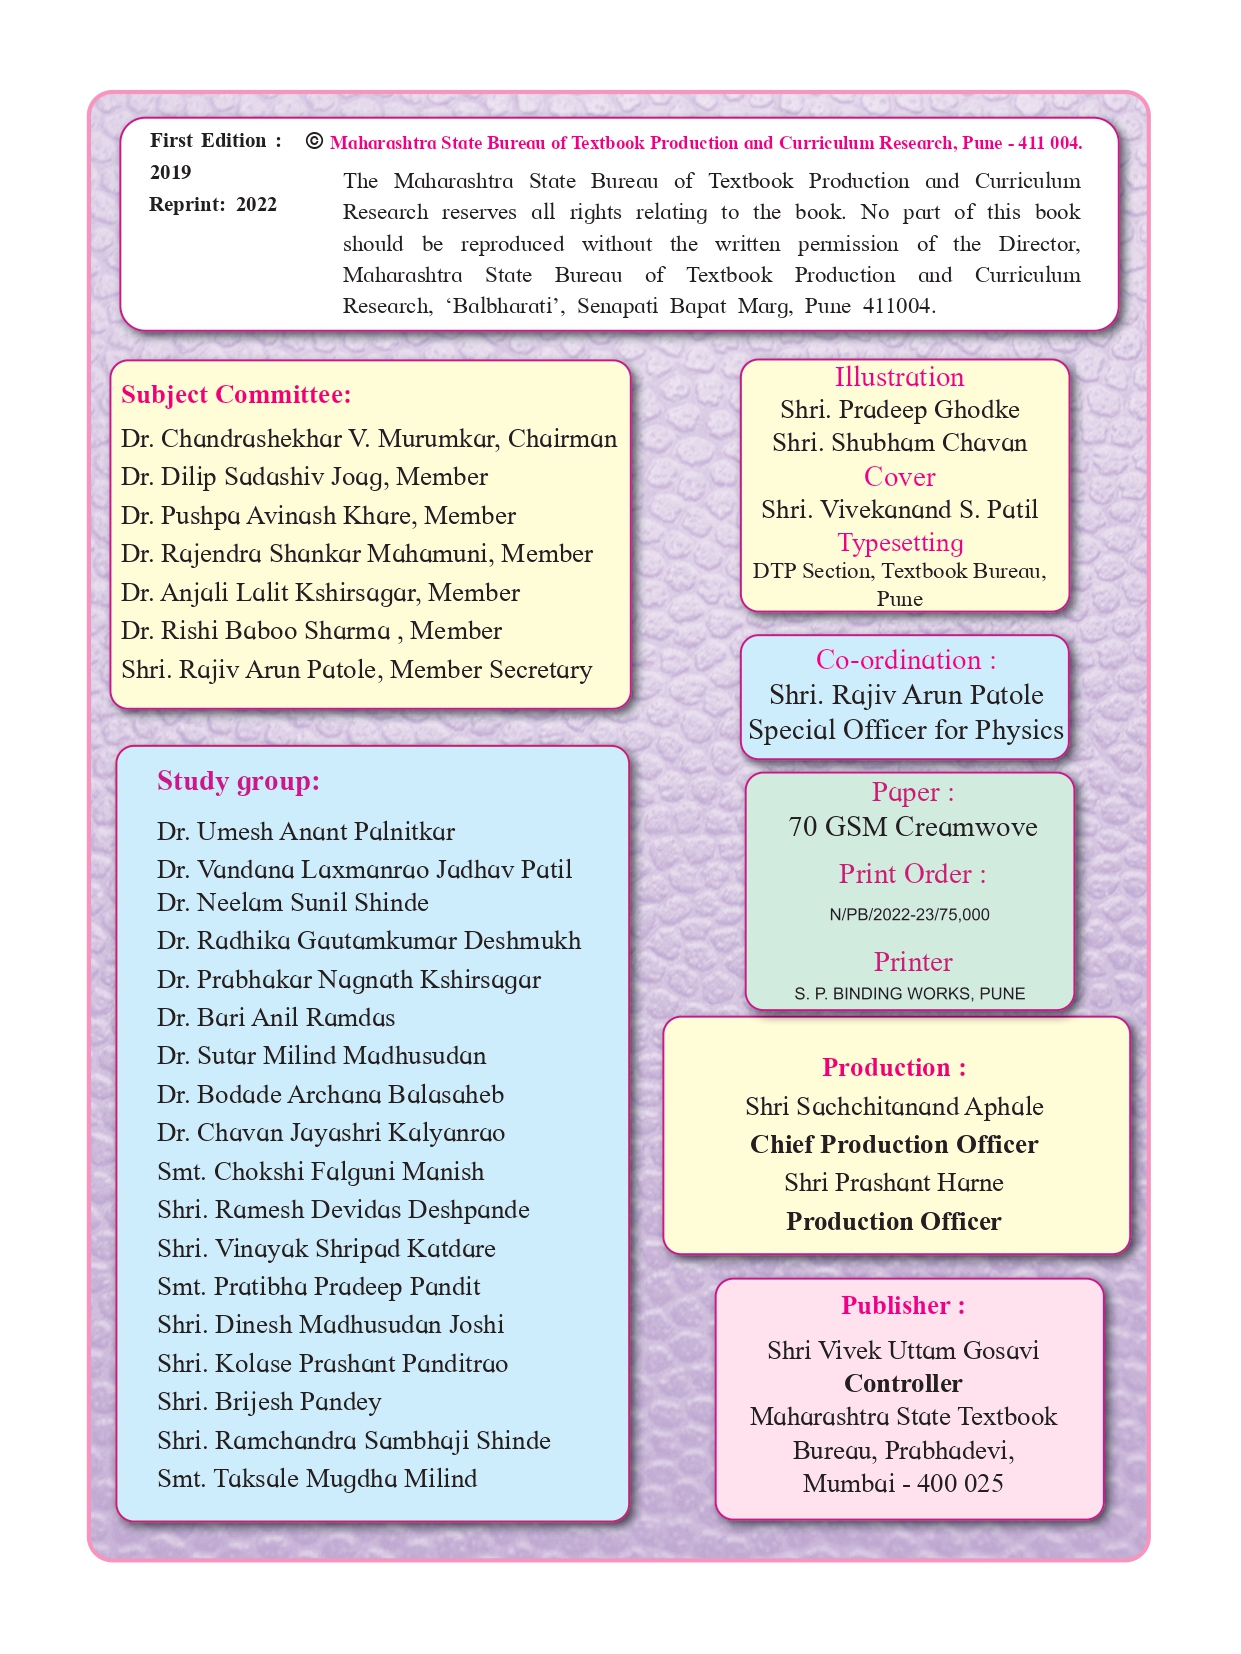 First Edition :
2019
Reprint: 2022
© Maharashtra State Bureau of Textbook Production and Curriculum Research, Pune - 411 004.
The Maharashtra State Bureau of Textbook Production and Curriculum
Research reserves all rights relating to the book. No part of this book
should be reproduced without the written permission of the Director,
Maharashtra State Bureau of Textbook Production and Curriculum
Research, ‘Balbharati’, Senapati Bapat Marg, Pune 411004.
Subject Committee:
Dr. Chandrashekhar V. Murumkar, Chairman
Dr. Dilip Sadashiv Joag, Member
Dr. Pushpa Avinash Khare, Member
Dr. Rajendra Shankar Mahamuni, Member
Dr. Anjali Lalit Kshirsagar, Member
Dr. Rishi Baboo Sharma , Member
Shri. Rajiv Arun Patole, Member Secretary
Study group:
Dr. Umesh Anant Palnitkar
Dr. Vandana Laxmanrao Jadhav Patil
Dr. Neelam Sunil Shinde
Dr. Radhika Gautamkumar Deshmukh
Dr. Prabhakar Nagnath Kshirsagar
Dr. Bari Anil Ramdas
Dr. Sutar Milind Madhusudan
Dr. Bodade Archana Balasaheb
Dr. Chavan Jayashri Kalyanrao
Smt. Chokshi Falguni Manish
Shri. Ramesh Devidas Deshpande
Shri. Vinayak Shripad Katdare
Smt. Pratibha Pradeep Pandit
Shri. Dinesh Madhusudan Joshi
Shri. Kolase Prashant Panditrao
Shri. Brijesh Pandey
Shri. Ramchandra Sambhaji Shinde
Smt. Taksale Mugdha Milind
Illustration
Shri. Pradeep Ghodke
Shri. Shubham Chavan
Cover
Shri. Vivekanand S. Patil
Typesetting
DTP Section, Textbook Bureau,
Pune
Co-ordination :
Shri. Rajiv Arun Patole
Special Officer for Physics
Paper :
70 GSM Creamwove
Print Order :
N/PB/2022-23/75,000
Printer
S. P. BINDING WORKS, PUNE
Production :
Shri Sachchitanand Aphale
Chief Production Officer
Shri Prashant Harne
Production Officer
Publisher :
Shri Vivek Uttam Gosavi
Controller
Maharashtra State Textbook
Bureau, Prabhadevi,
Mumbai - 400 025